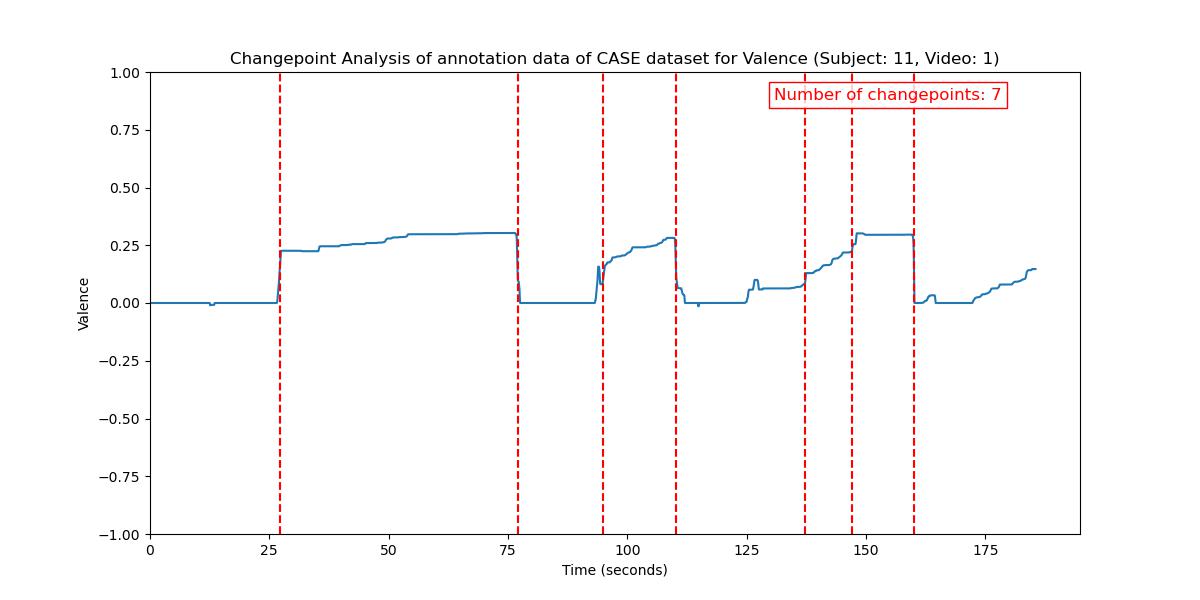 Changepoint Analysis of annotation data of CASE dataset for Valence (Subject: 11, Video: 1)
Number of changepoints: 7
1.00
0.75
0.50
0.25
0.00
−0.25
−0.50
−0.75
−1.00
Valence
0 25 50 75 100 125 150 175
Time (seconds)